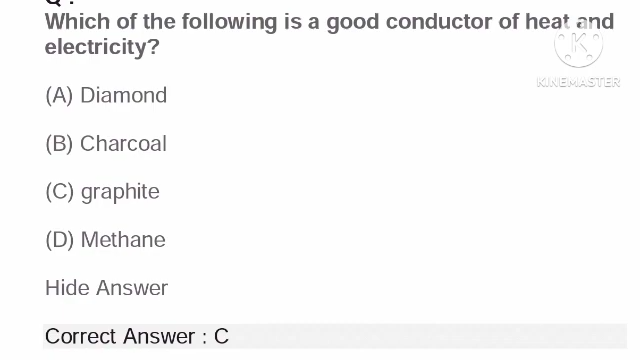 Q :
Which of the following is a good conductor of heat and
electricity?
KINEMASTER
(A) Diamond
(B) Charcoal
(C) graphite
(D) Methane
Hide Answer
Correct Answer : C